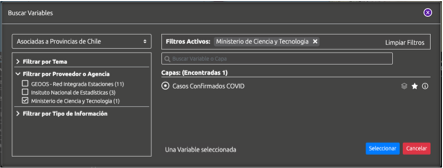 Buscar Variables
Asociadas a Provincias de Chile
Filtrar por Tema
Filtrar por Proveedor o Agencia
GEOOS - Red Integrada Estaciones (11)
Instituto Nacional de Estadísticas (3)
Ministerio de Ciencia y Tecnología (1)
Filtrar por Tipo de Información
Filtros Activos: Ministerio de Ciencia y Tecnologia ×
Limpiar Filtros
Buscar Variable o Capa
Capas: (Encontradas 1)
Casos Confirmados COVID
Una Variable seleccionada
Seleccionar
Cancelar